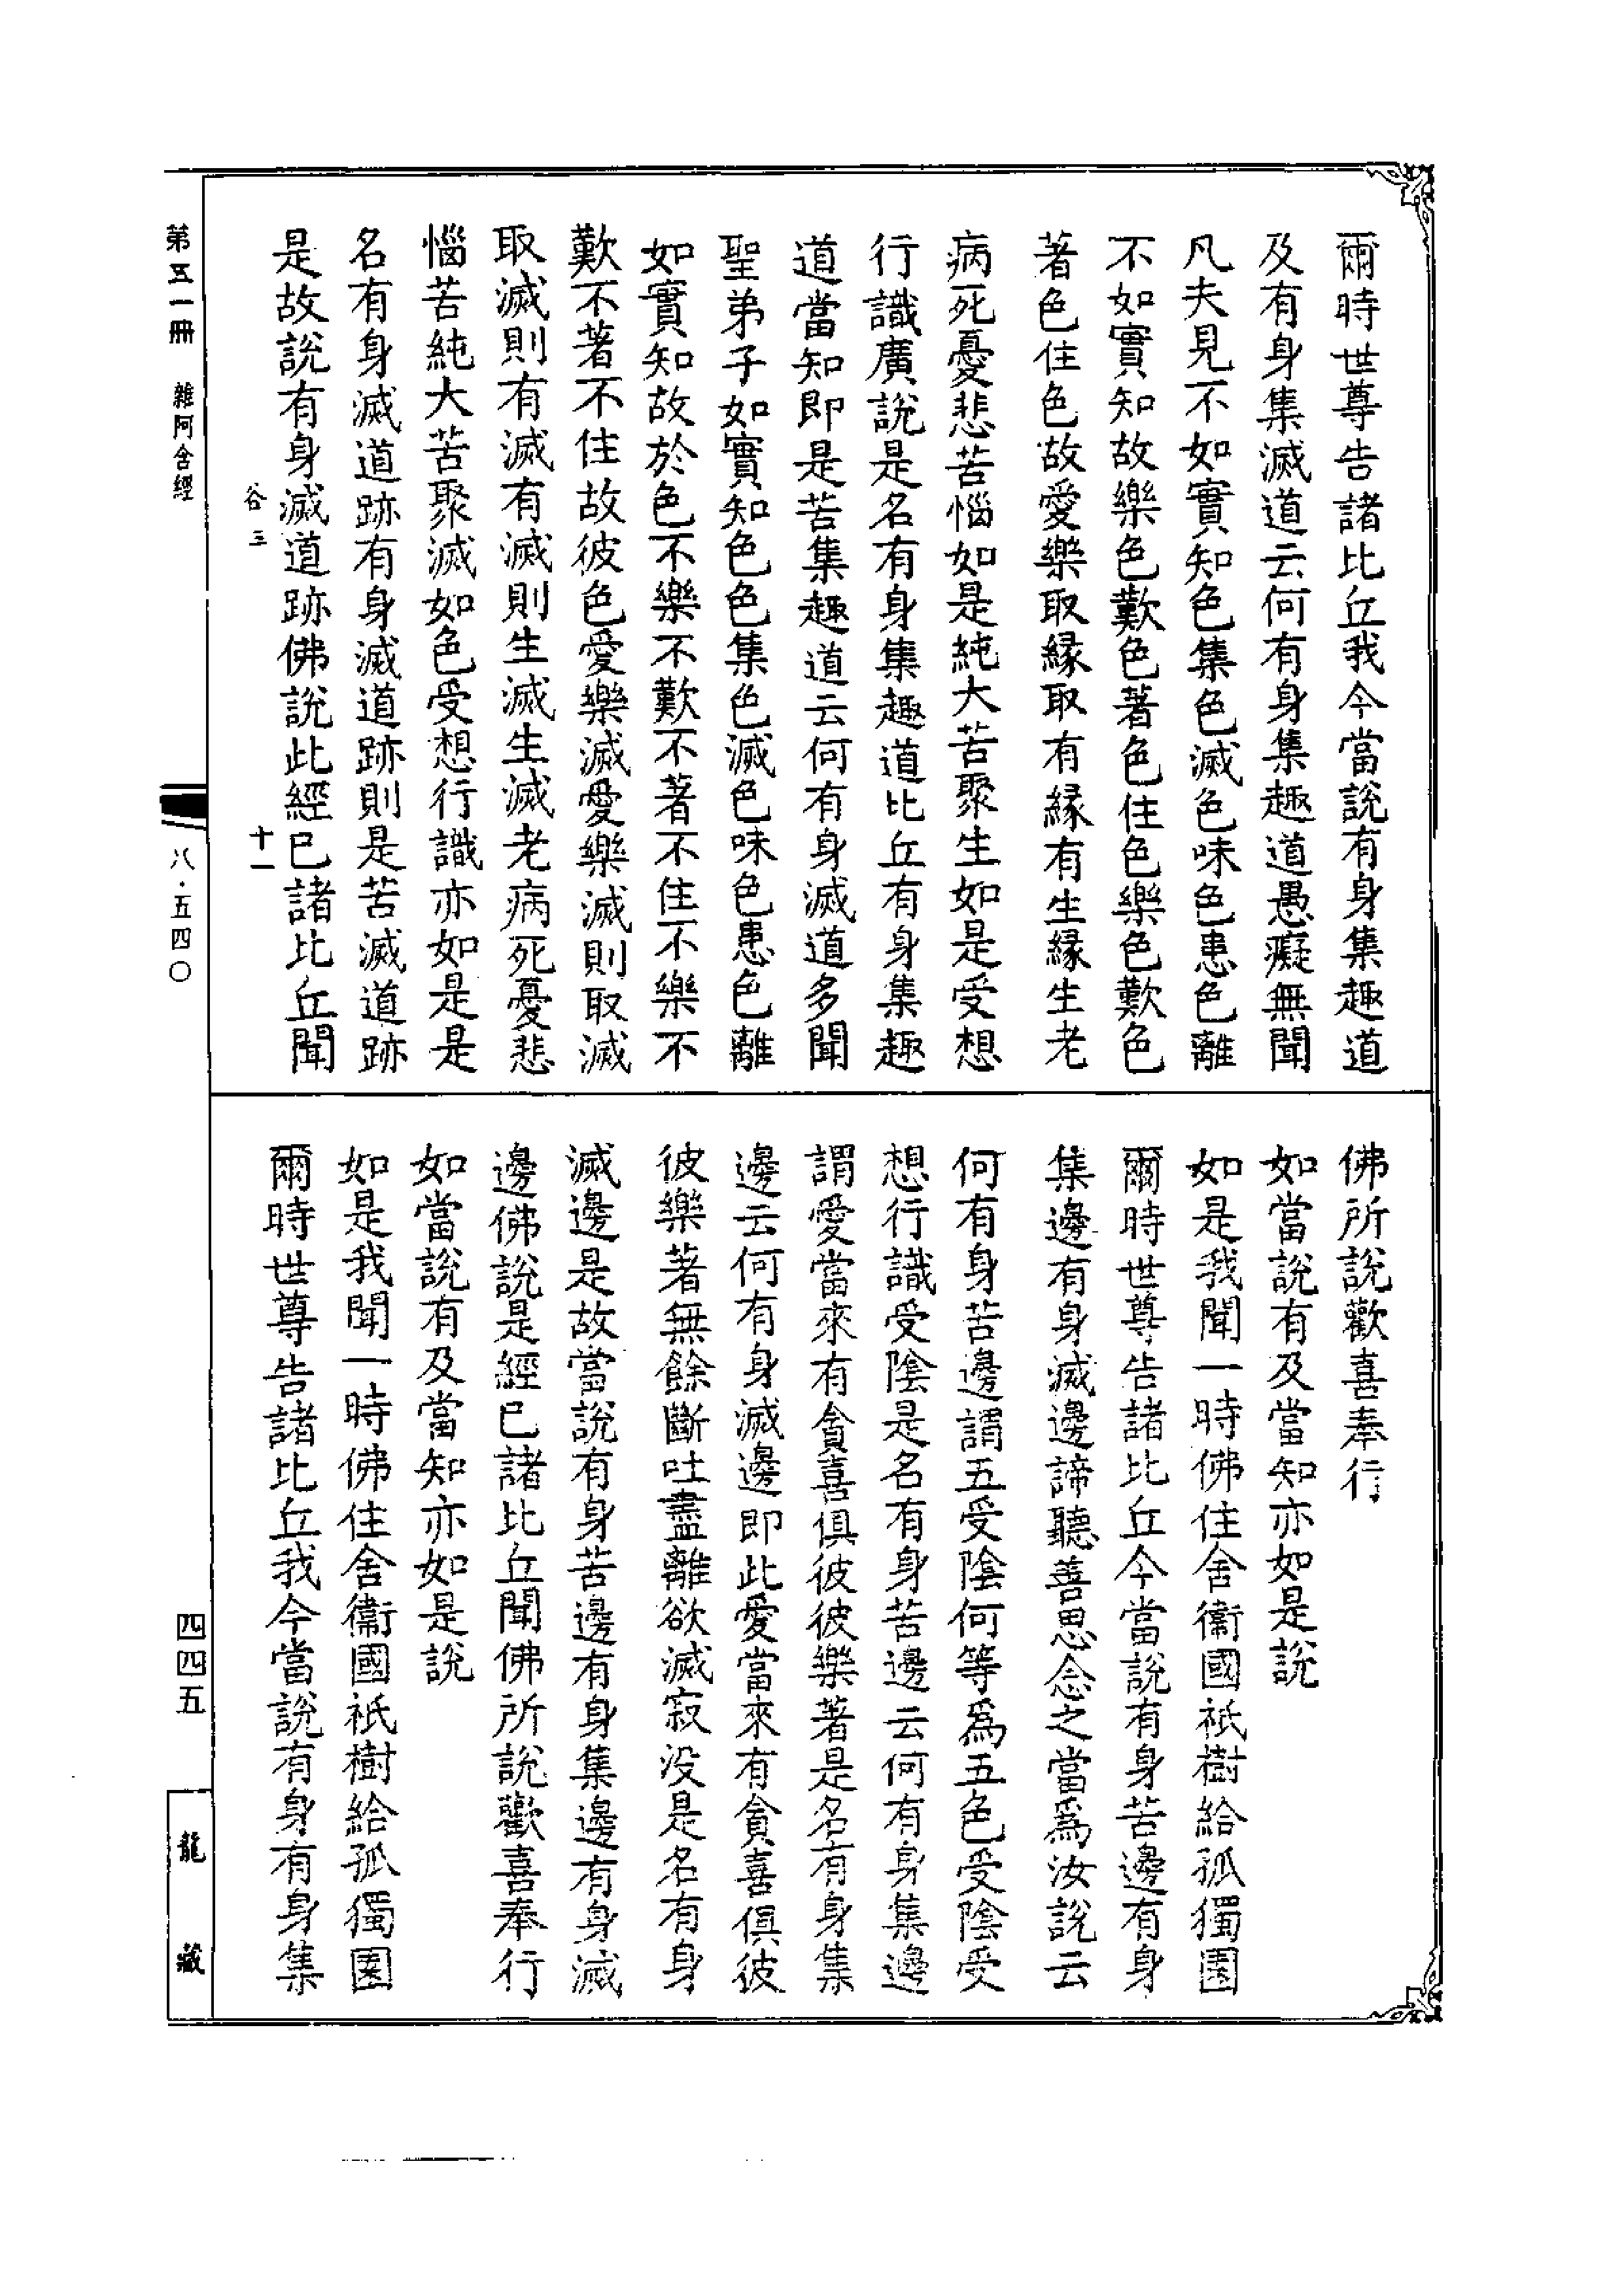 爾時世尊告諸比丘我今當說有身集趣道
及有身集滅道云何有身集趣道愚癡無聞
凡夫見不如實知色集色滅色味色患色離
不如實知故樂色歎色著色住色樂色歎色
著色住色故愛樂取緣取有緣有生緣生老
病死憂悲苦惱如是純大苦聚生如是受想
行識廣說是名有身集趣道比丘有身集趣
道當知即是苦集趣道云何有身滅道多聞
聖弟子如實知色色集色滅色味色患色離
如實知故於色不樂不歎不著不住不樂不
歎不著不住故彼色愛樂滅愛樂滅則取滅
取滅則有滅有滅則生滅生滅老病死憂悲
惱苦純大苦聚滅如色受想行識亦如是是
名有身滅道跡有身滅道跡則是苦滅道跡
是故說有身滅道跡佛說此經已諸比丘聞
谷三 十一
佛所說歡喜奉行
如當說有及當知亦如是說
如是我聞一時佛住舍衞國祇樹給孤獨園
爾時世尊告諸比丘今當說有身苦邊有身
集邊有身滅邊諦聽善思念之當爲汝說云
何有身苦邊謂五受陰何等爲五色受陰受
想行識受陰是名有身苦邊云何有身集邊
謂愛當來有貪喜俱彼彼樂著是名有身集
邊云何有身滅邊即此愛當來有貪喜俱彼
彼樂著無餘斷吐盡離欲滅寂没是名有身
滅邊是故當說有身苦邊有身集邊有身滅
邊佛說是經已諸比丘聞佛所說歡喜奉行
如當說有及當知亦如是說
如是我聞一時佛住舍衞國祇樹給孤獨園
爾時世尊告諸比丘我今當說有身有身集
第五一册 雜阿含經
八·五四〇
四四五
龍藏